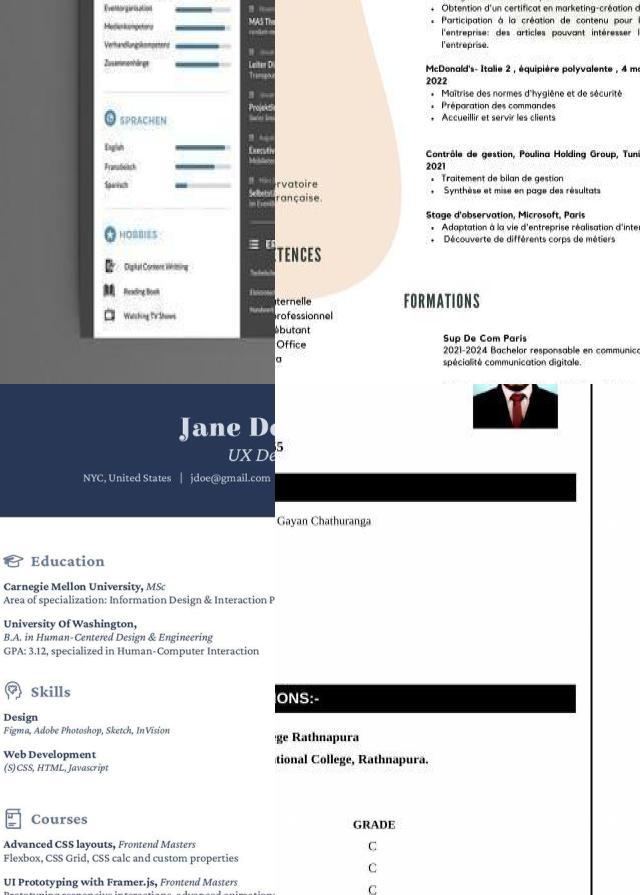 Eventorganisation
Medienkompetenz
Verhandlungskompetenz
Zusammenhänge
SPRACHEN
English
Französisch
Spanisch
HOBBIES
Digital Content Writting
Reading Book
Watching TV Shows
MAS The
Leiter Di
Projektle
Executiv
Selbstst
ervatoire
rançaise.
TENCES
aternelle
rofessionnel
ébutant
Office
a
Obtention d'un certificat en marketing-création d
• Participation à la création de contenu pour l
l'entreprise: des articles pouvant intéresser l
l'entreprise.
McDonald's- Italie 2 , équipière polyvalente , 4 mo
2022
• Maîtrise des normes d'hygiène et de sécurité
• Préparation des commandes
• Accueillir et servir les clients
Contrôle de gestion, Poulina Holding Group, Tuni
2021
• Traitement de bilan de gestion
• Synthèse et mise en page des résultats
Stage d'observation, Microsoft, Paris
• Adaptation à la vie d'entreprise réalisation d'inter
• Découverte de différents corps de métiers
FORMATIONS
Sup De Com Paris
2021-2024 Bachelor responsable en communica
spécialité communication digitale.
Jane Do
UX De
NYC, United States | jdoe@gmail.com
Education
Carnegie Mellon University, MSc
Area of specialization: Information Design & Interaction P
University Of Washington,
B.A. in Human-Centered Design & Engineering
GPA: 3.12, specialized in Human-Computer Interaction
Skills
Design
Figma, Adobe Photoshop, Sketch, InVision
Web Development
(S)CSS, HTML, Javascript
Courses
Advanced CSS layouts, Frontend Masters
Flexbox, CSS Grid, CSS calc and custom properties
UI Prototyping with Framer.js, Frontend Masters
55
Gayan Chathuranga
ONS:-
ge Rathnapura
tional College, Rathnapura.
GRADE
C
C
C